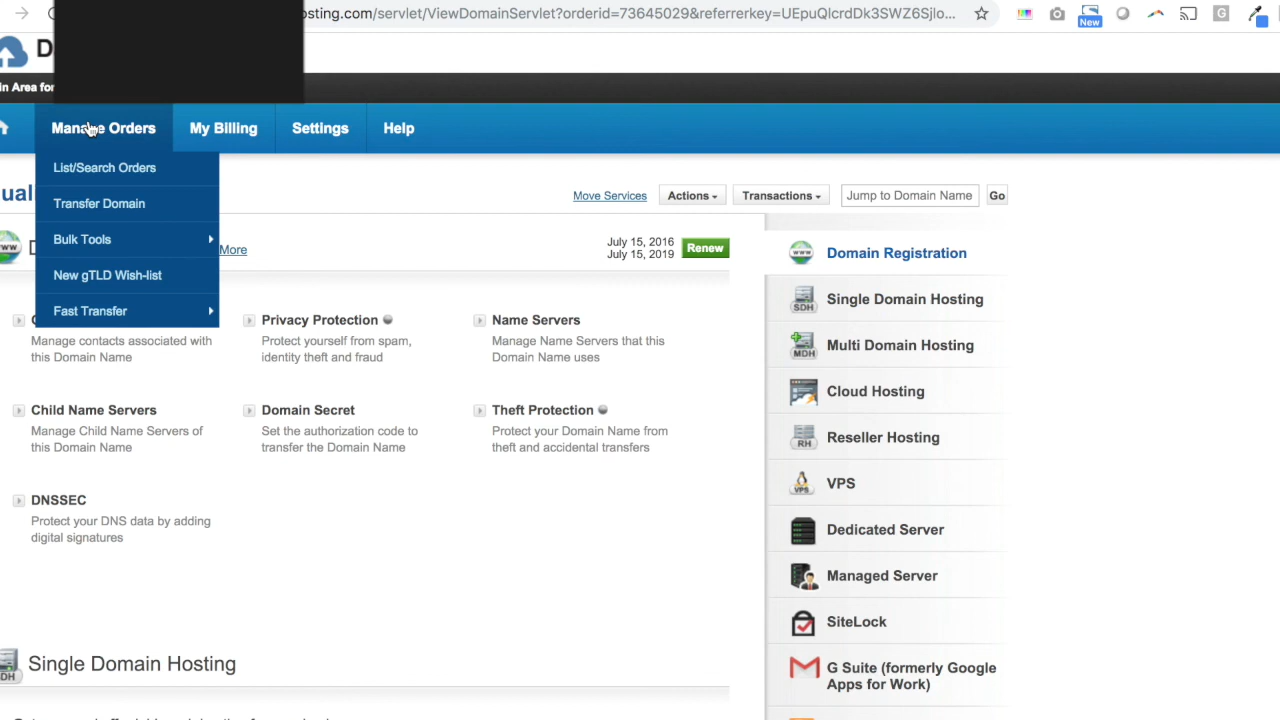 hosting.com/servlet/ViewDomainServlet?orderid=73645029&referrerkey=UEpuQlcrdDk3SWZ6Sjlo...
New
G
D
in Area for
Manage Orders
My Billing
Settings
Help
List/Search Orders
Transfer Domain
Bulk Tools
New gTLD Wish-list
Fast Transfer
Move Services
Actions
Transactions
Jump to Domain Name
Go
More
July 15, 2016
July 15, 2019
Renew
Manage contacts associated with
this Domain Name
Privacy Protection
Protect yourself from spam,
identity theft and fraud
Name Servers
Manage Name Servers that this
Domain Name uses
Child Name Servers
Manage Child Name Servers of
this Domain Name
Domain Secret
Set the authorization code to
transfer the Domain Name
Theft Protection
Protect your Domain Name from
theft and accidental transfers
DNSSEC
Protect your DNS data by adding
digital signatures
Single Domain Hosting
WWW
Domain Registration
SDH
Single Domain Hosting
MDH
Multi Domain Hosting
Cloud Hosting
RH
Reseller Hosting
VPS
VPS
Dedicated Server
Managed Server
SiteLock
G Suite (formerly Google
Apps for Work)